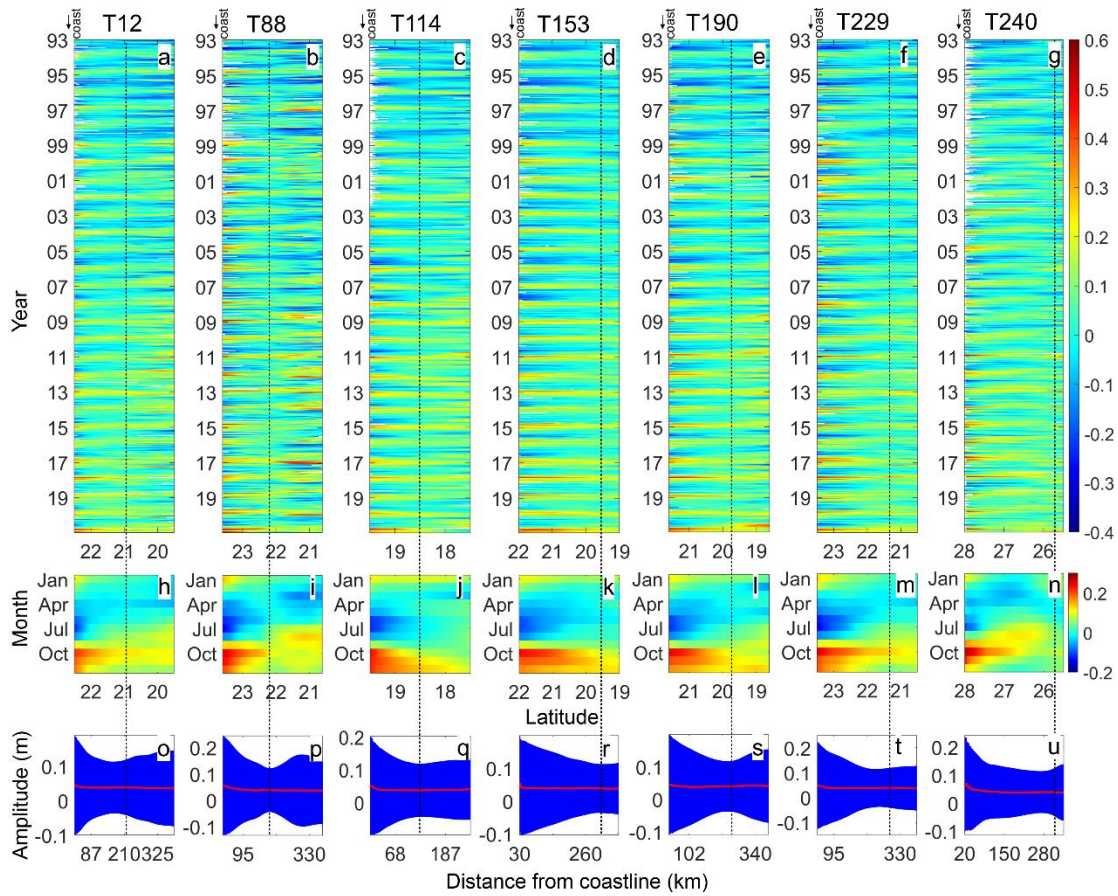 ↓coast ↓coast ↓coast ↓coast ↓coast ↓coast ↓coast
T12 T88 T114 T153 T190 T229 T240
a b c d e f g
93 93 93 93 93 93 93
95 95 95 95 95 95 95
97 97 97 97 97 97 97
99 99 99 99 99 99 99
01 01 01 01 01 01 01
03 03 03 03 03 03 03
05 05 05 05 05 05 05
07 07 07 07 07 07 07
09 09 09 09 09 09 09
11 11 11 11 11 11 11
13 13 13 13 13 13 13
15 15 15 15 15 15 15
17 17 17 17 17 17 17
19 19 19 19 19 19 19
Year
0.6
0.5
0.4
0.3
0.2
0.1
0
-0.1
-0.2
-0.3
-0.4
22 21 20 23 22 21 19 18 22 21 20 19 21 20 19 23 22 21 28 27 26
h i j k l m n
Jan Jan Jan Jan Jan Jan Jan
Apr Apr Apr Apr Apr Apr Apr
Jul Jul Jul Jul Jul Jul Jul
Oct Oct Oct Oct Oct Oct Oct
Month
0.2
0
-0.2
22 21 20 23 22 21 19 18 22 21 20 19 21 20 19 23 22 21 28 27 26
Latitude
o p q r s t u
Amplitude (m)
0.1 0.2 0.2 0.1 0.2 0.2 0.2
0 0.1 0.1 0 0.1 0.1 0.1
-0.1 0 0 -0.1 0 0 0
-0.1 -0.1 -0.1 -0.1 -0.1
87 210 325 95 330 68 187 30 260 102 340 95 330 20 150 280
Distance from coastline (km)